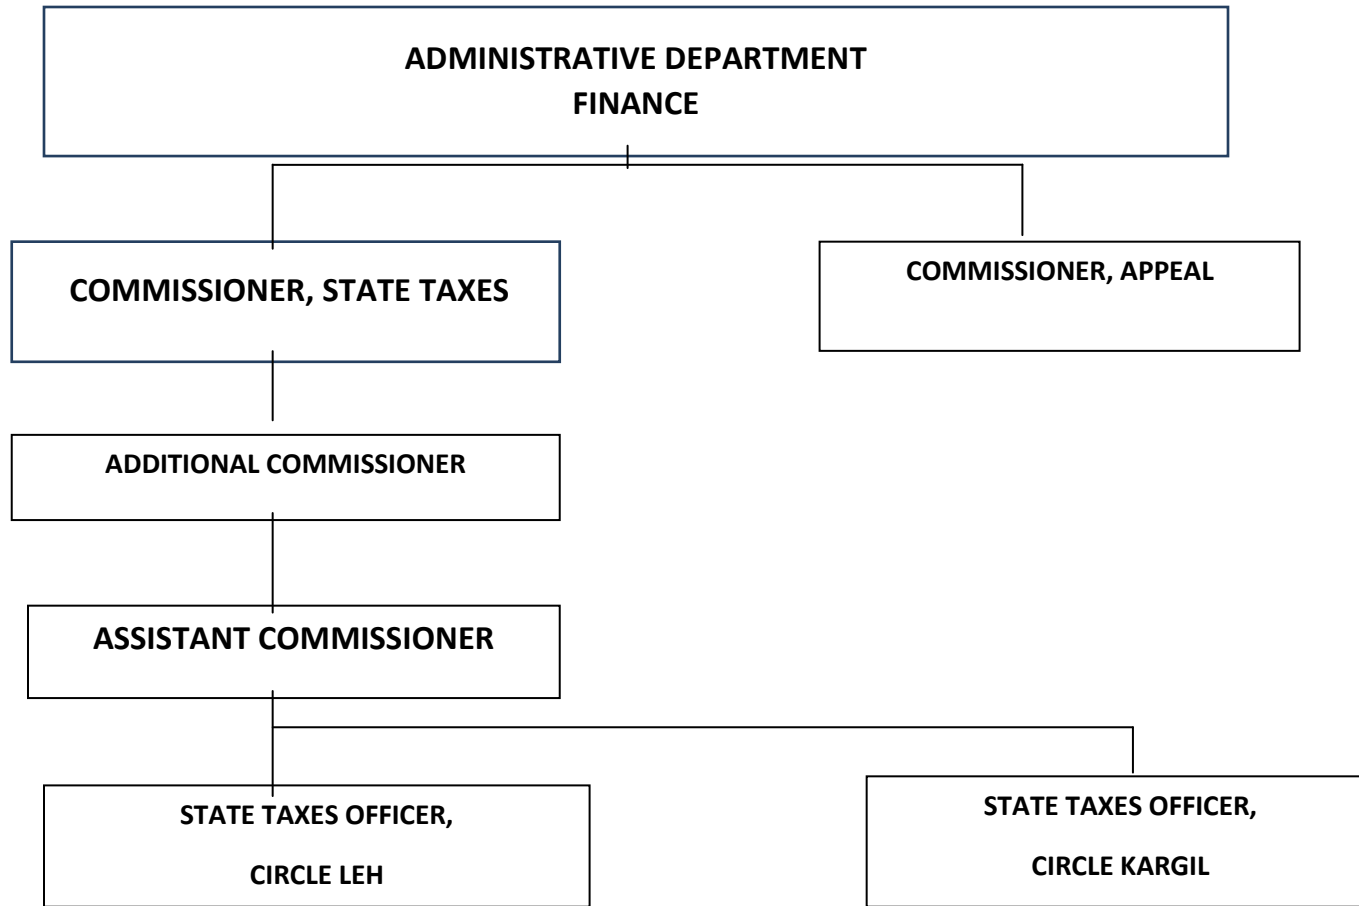 ADMINISTRATIVE DEPARTMENT
FINANCE
COMMISSIONER, STATE TAXES
COMMISSIONER, APPEAL
ADDITIONAL COMMISSIONER
ASSISTANT COMMISSIONER
STATE TAXES OFFICER,
CIRCLE LEH
STATE TAXES OFFICER,
CIRCLE KARGIL